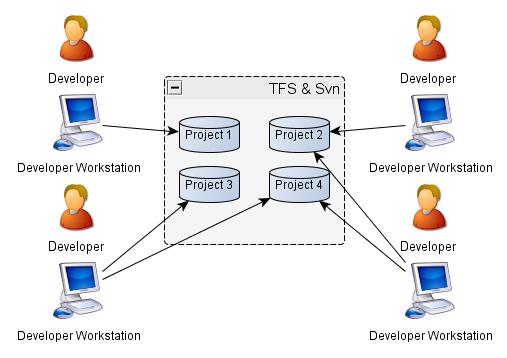 Developer
Developer
TFS & Svn
Developer Workstation
Project 1
Project 2
Developer Workstation
Project 3
Project 4
Developer
Developer
Developer Workstation
Developer Workstation